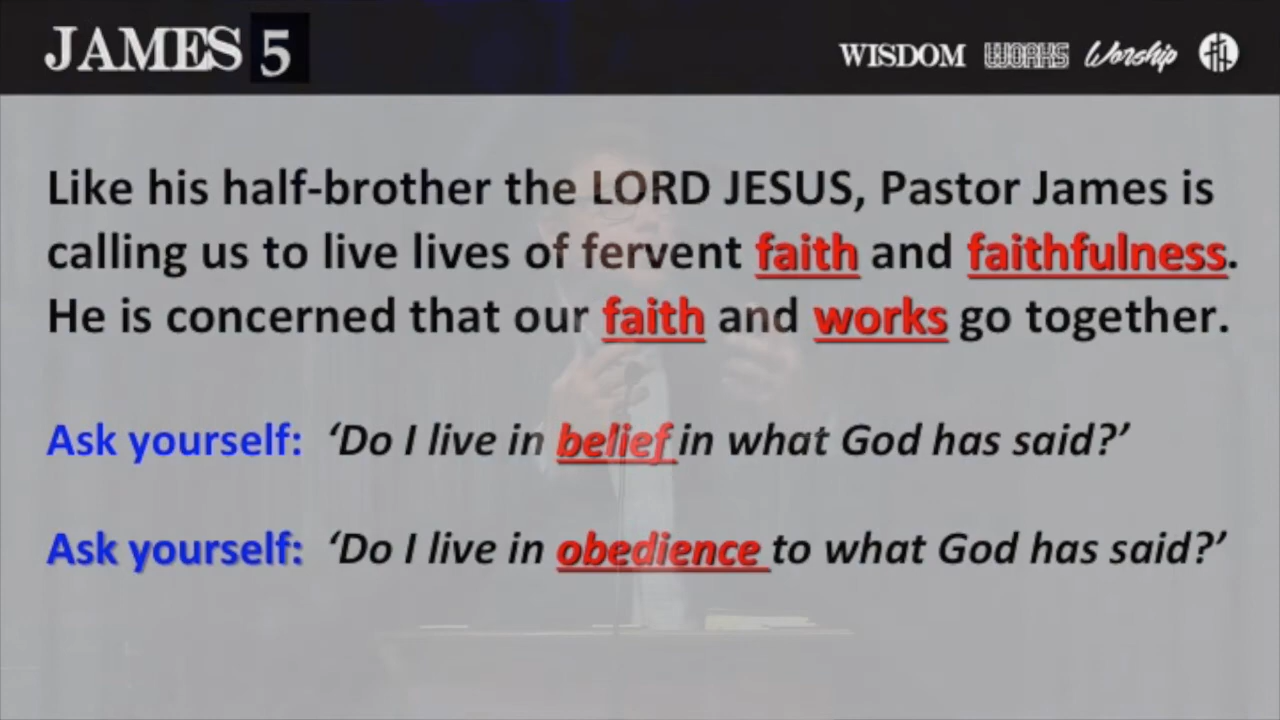 JAMES 5
WISDOM WORKS Worship
Like his half-brother the LORD JESUS, Pastor James is
calling us to live lives of fervent faith and faithfulness.
He is concerned that our faith and works go together.
Ask yourself: ‘Do I live in belief in what God has said?’
Ask yourself: ‘Do I live in obedience to what God has said?’